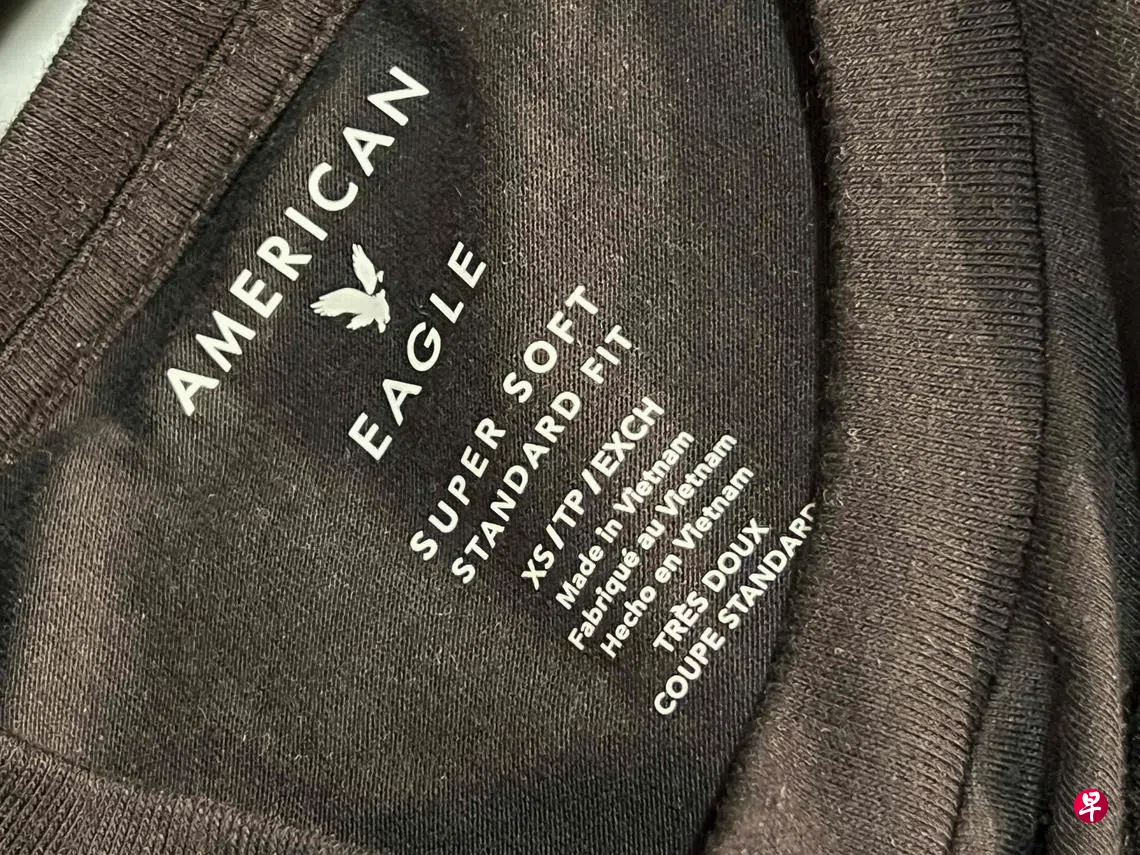 AMERICAN
EAGLE
SUPER SOFT
STANDARD FIT
XS / TP / EXCH
Made in Vietnam
Fabriqué au Vietnam
Hecho en Vietnam
TRÈS DOUX
COUPE STANDARD
早